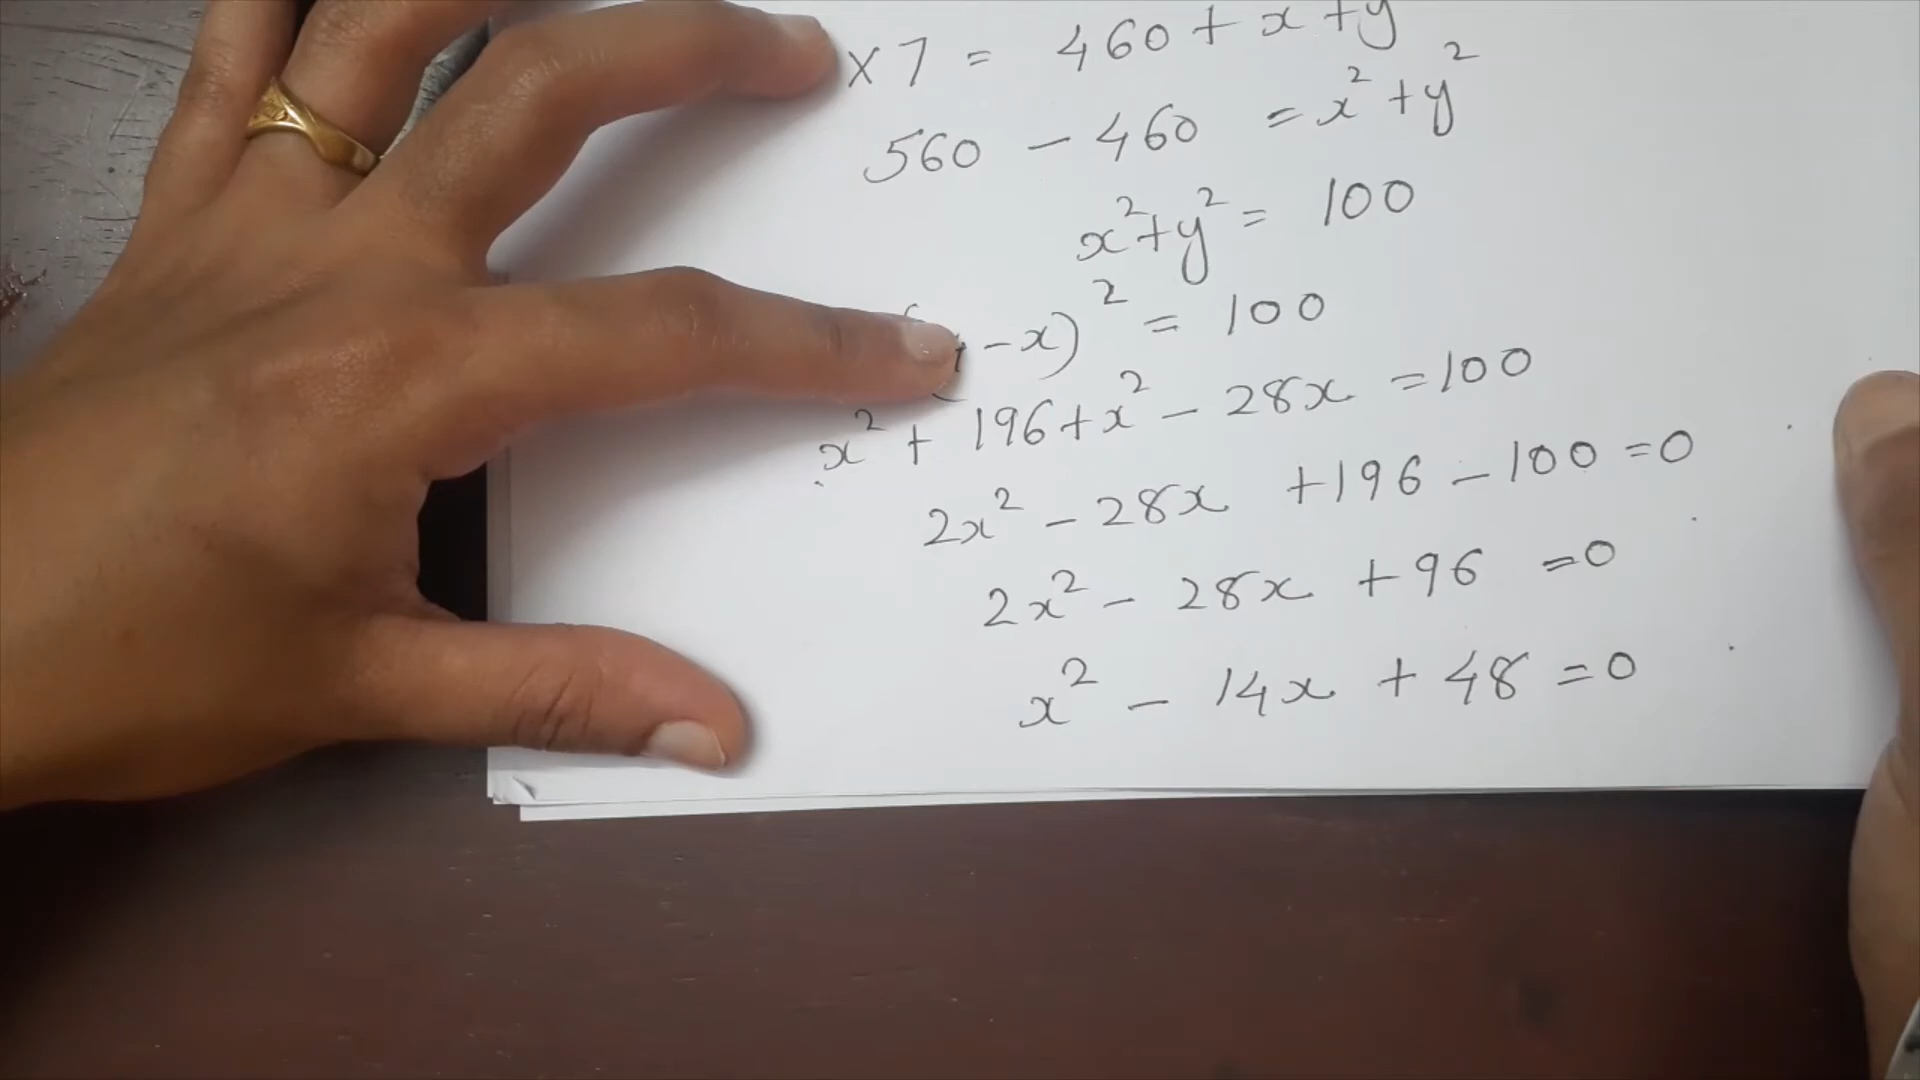 × 7 = 460 + x + y
560 - 460 = x² + y²
x² + y² = 100
- x)² = 100
x² + 196 + x² - 28x = 100
2x² - 28x + 196 - 100 = 0
2x² - 28x + 96 = 0
x² - 14x + 48 = 0